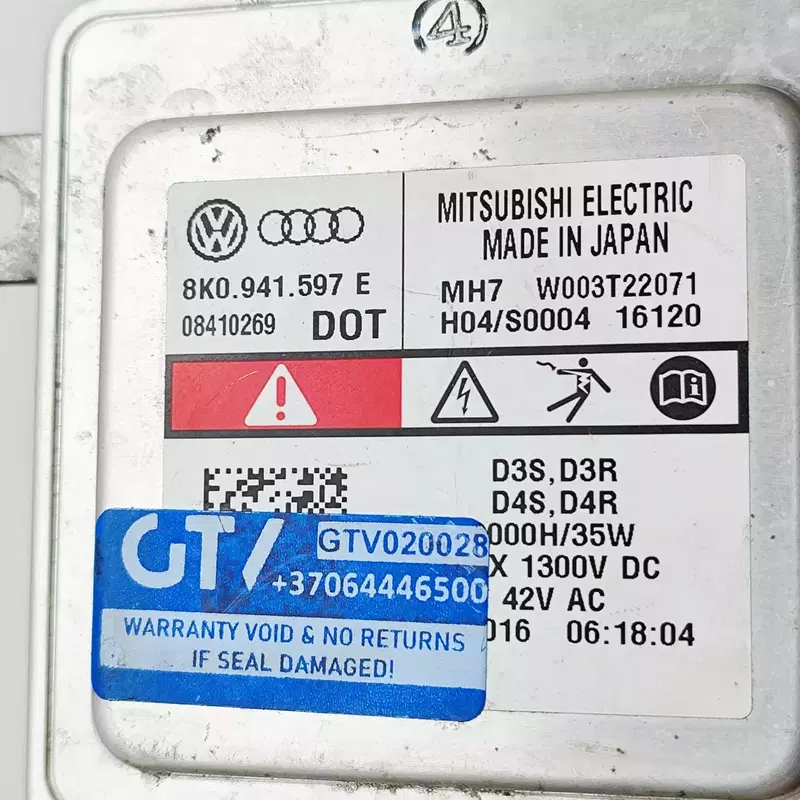 4
8K0.941.597 E
08410269 DOT
MITSUBISHI ELECTRIC
MADE IN JAPAN
MH7 W003T22071
H04/S0004 16120
D3S,D3R
D4S,D4R
000H/35W
X 1300V DC
42V AC
016 06:18:04
GTV
GTV020028
+37064446500
WARRANTY VOID & NO RETURNS
IF SEAL DAMAGED!